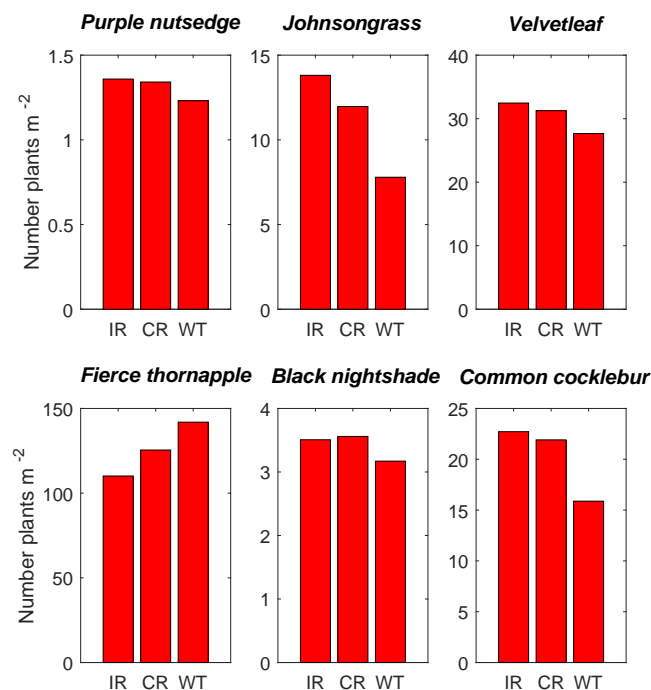 Purple nutsedge
Johnsongrass
Velvetleaf
Number plants m -2
1.5
1
0.5
0
IR CR WT
15
10
5
0
IR CR WT
40
30
20
10
0
IR CR WT
Fierce thornapple
Black nightshade
Common cocklebur
Number plants m -2
150
100
50
0
IR CR WT
4
3
2
1
0
IR CR WT
25
20
15
10
5
0
IR CR WT